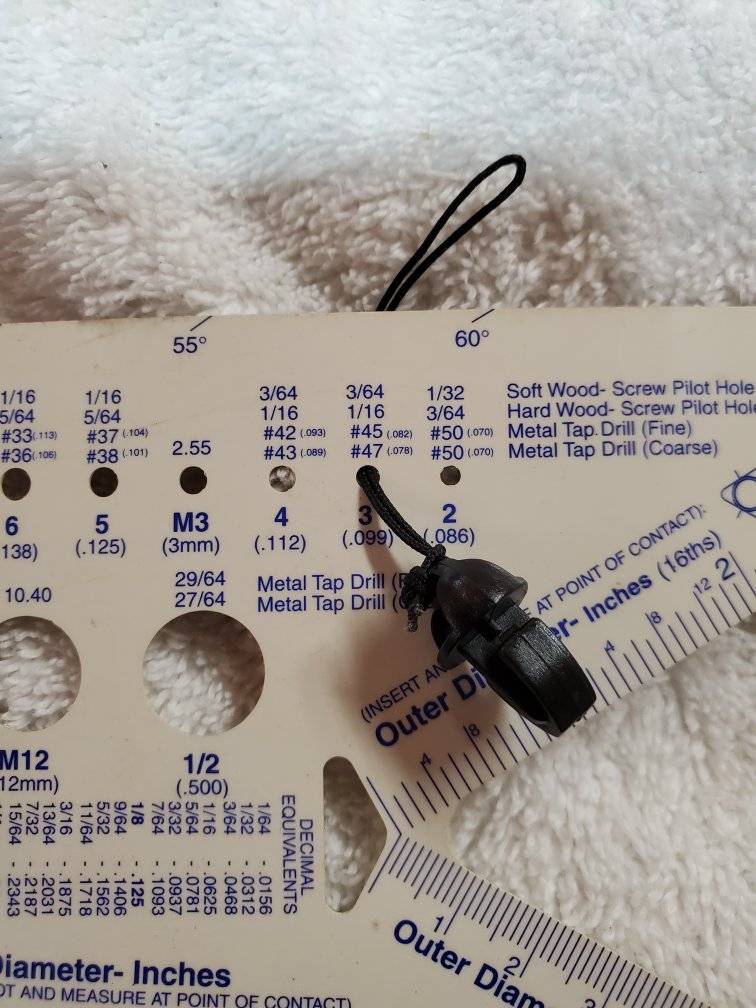 55°
60°
1/16 1/16 3/64 3/64 1/32 Soft Wood- Screw Pilot Hole
5/64 5/64 1/16 1/16 3/64 Hard Wood- Screw Pilot
#33(.113) #37 (.104) #42 (.093) #45 (.082) #50 (.070) Metal Tap Drill (Fine)
#36(.106) #38 (.101) 2.55 #43 (.089) #47 (.078) #50 (.070) Metal Tap Drill (Coarse)
6 5 M3 4 3 2
138) (.125) (3mm) (.112) (.099) (.086)
10.40 29/64 Metal Tap Drill
27/64 Metal Tap Drill
AT POINT OF CONTACT):
er- Inches (16ths)
(INSERT AN
Outer Di
4 8 4 8 12 2
M12 1/2
12mm) (.500)
DECIMAL
EQUIVALENTS
1/64 - .0156
1/32 - .0312
3/64 - .0468
1/16 - .0625
5/64 - .0781
3/32 - .0937
7/64 - .1093
1/8 - .125
9/64 - .1406
5/32 - .1562
11/64 - .1718
3/16 - .1875
13/64 - .2031
7/32 - .2187
15/64 - .2343
1 2 3
Outer Diam
Diameter- Inches
OT AND MEASURE AT POINT OF CONTACT)